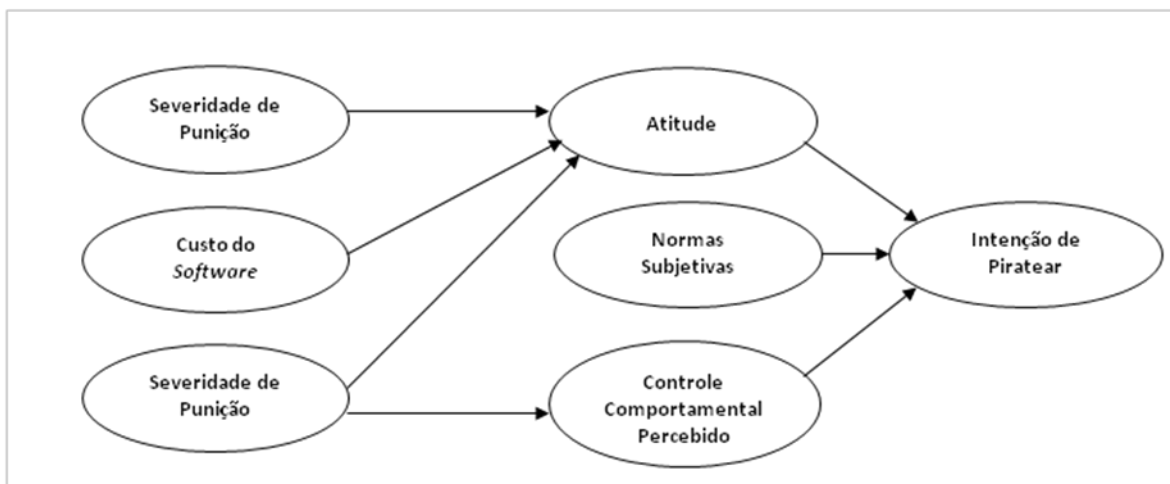 Severidade de
Punição
Atitude
Custo do
Software
Normas
Subjetivas
Intenção de
Piratear
Severidade de
Punição
Controle
Comportamental
Percebido